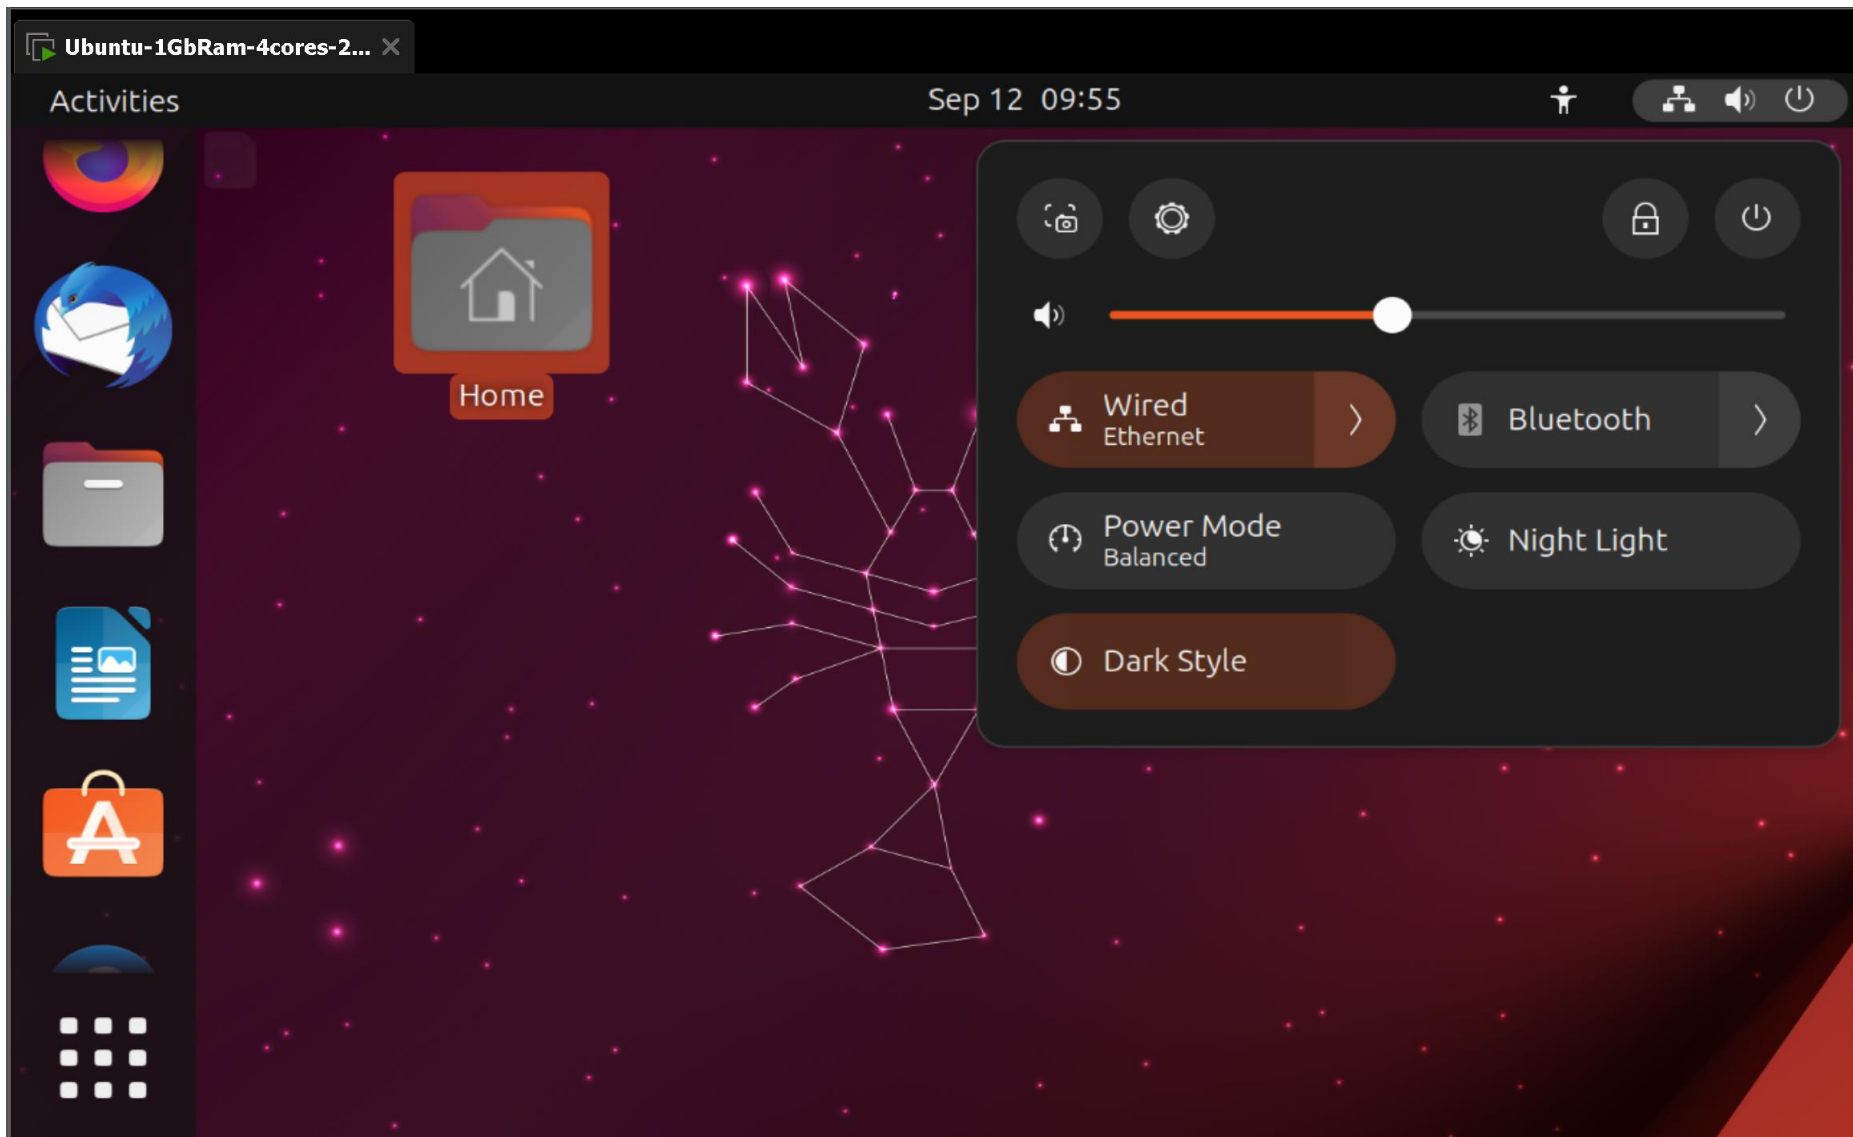 Ubuntu-1GbRam-4cores-2...
Activities
Sep 12 09:55
Home
Wired
Ethernet
Bluetooth
Power Mode
Balanced
Night Light
Dark Style